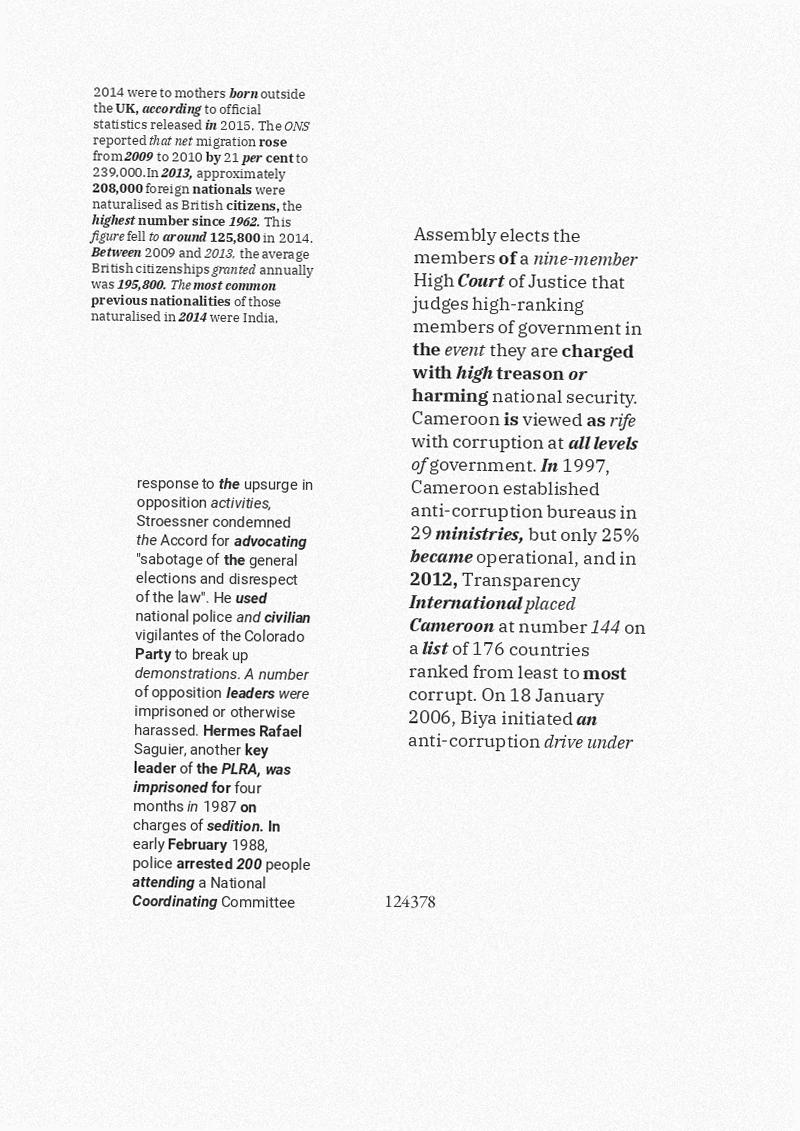 2014 were to mothers born outside
the UK, according to official
statistics released in 2015. The ONS
reported that net migration rose
from 2009 to 2010 by 21 per cent to
239,000. In 2013, approximately
208,000 foreign nationals were
naturalised as British citizens, the
highest number since 1962. This
figure fell to around 125,800 in 2014.
Between 2009 and 2013, the average
British citizenships granted annually
was 195,800. The most common
previous nationalities of those
naturalised in 2014 were India,
response to the upsurge in
opposition activities,
Stroessner condemned
the Accord for advocating
"sabotage of the general
elections and disrespect
of the law". He used
national police and civilian
vigilantes of the Colorado
Party to break up
demonstrations. A number
of opposition leaders were
imprisoned or otherwise
harassed. Hermes Rafael
Saguier, another key
leader of the PLRA, was
imprisoned for four
months in 1987 on
charges of sedition. In
early February 1988,
police arrested 200 people
attending a National
Coordinating Committee
Assembly elects the
members of a nine-member
High Court of Justice that
judges high-ranking
members of government in
the event they are charged
with high treason or
harming national security.
Cameroon is viewed as rife
with corruption at all levels
of government. In 1997,
Cameroon established
anti-corruption bureaus in
29 ministries, but only 25%
became operational, and in
2012, Transparency
International placed
Cameroon at number 144 on
a list of 176 countries
ranked from least to most
corrupt. On 18 January
2006, Biya initiated an
anti-corruption drive under
124378